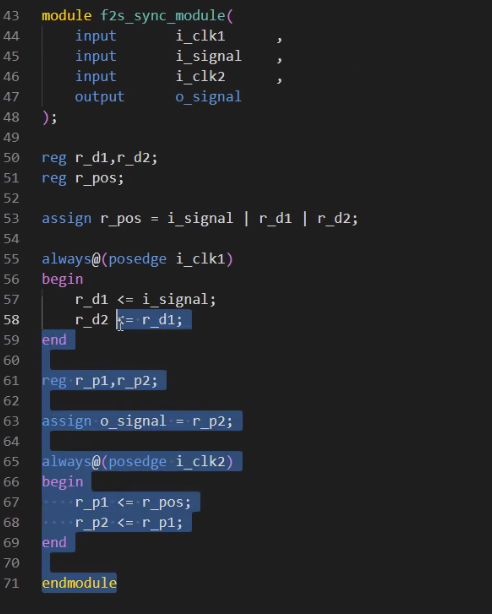 43 module f2s_sync_module(
44     input       i_clk1      ,
45     input       i_signal    ,
46     input       i_clk2      ,
47     output      o_signal
48 );
49
50 reg r_d1,r_d2;
51 reg r_pos;
52
53 assign r_pos = i_signal | r_d1 | r_d2;
54
55 always@(posedge i_clk1)
56 begin
57     r_d1 <= i_signal;
58     r_d2 <= r_d1;
59 end
60
61 reg r_p1,r_p2;
62
63 assign o_signal = r_p2;
64
65 always@(posedge i_clk2)
66 begin
67     r_p1 <= r_pos;
68     r_p2 <= r_p1;
69 end
70
71 endmodule